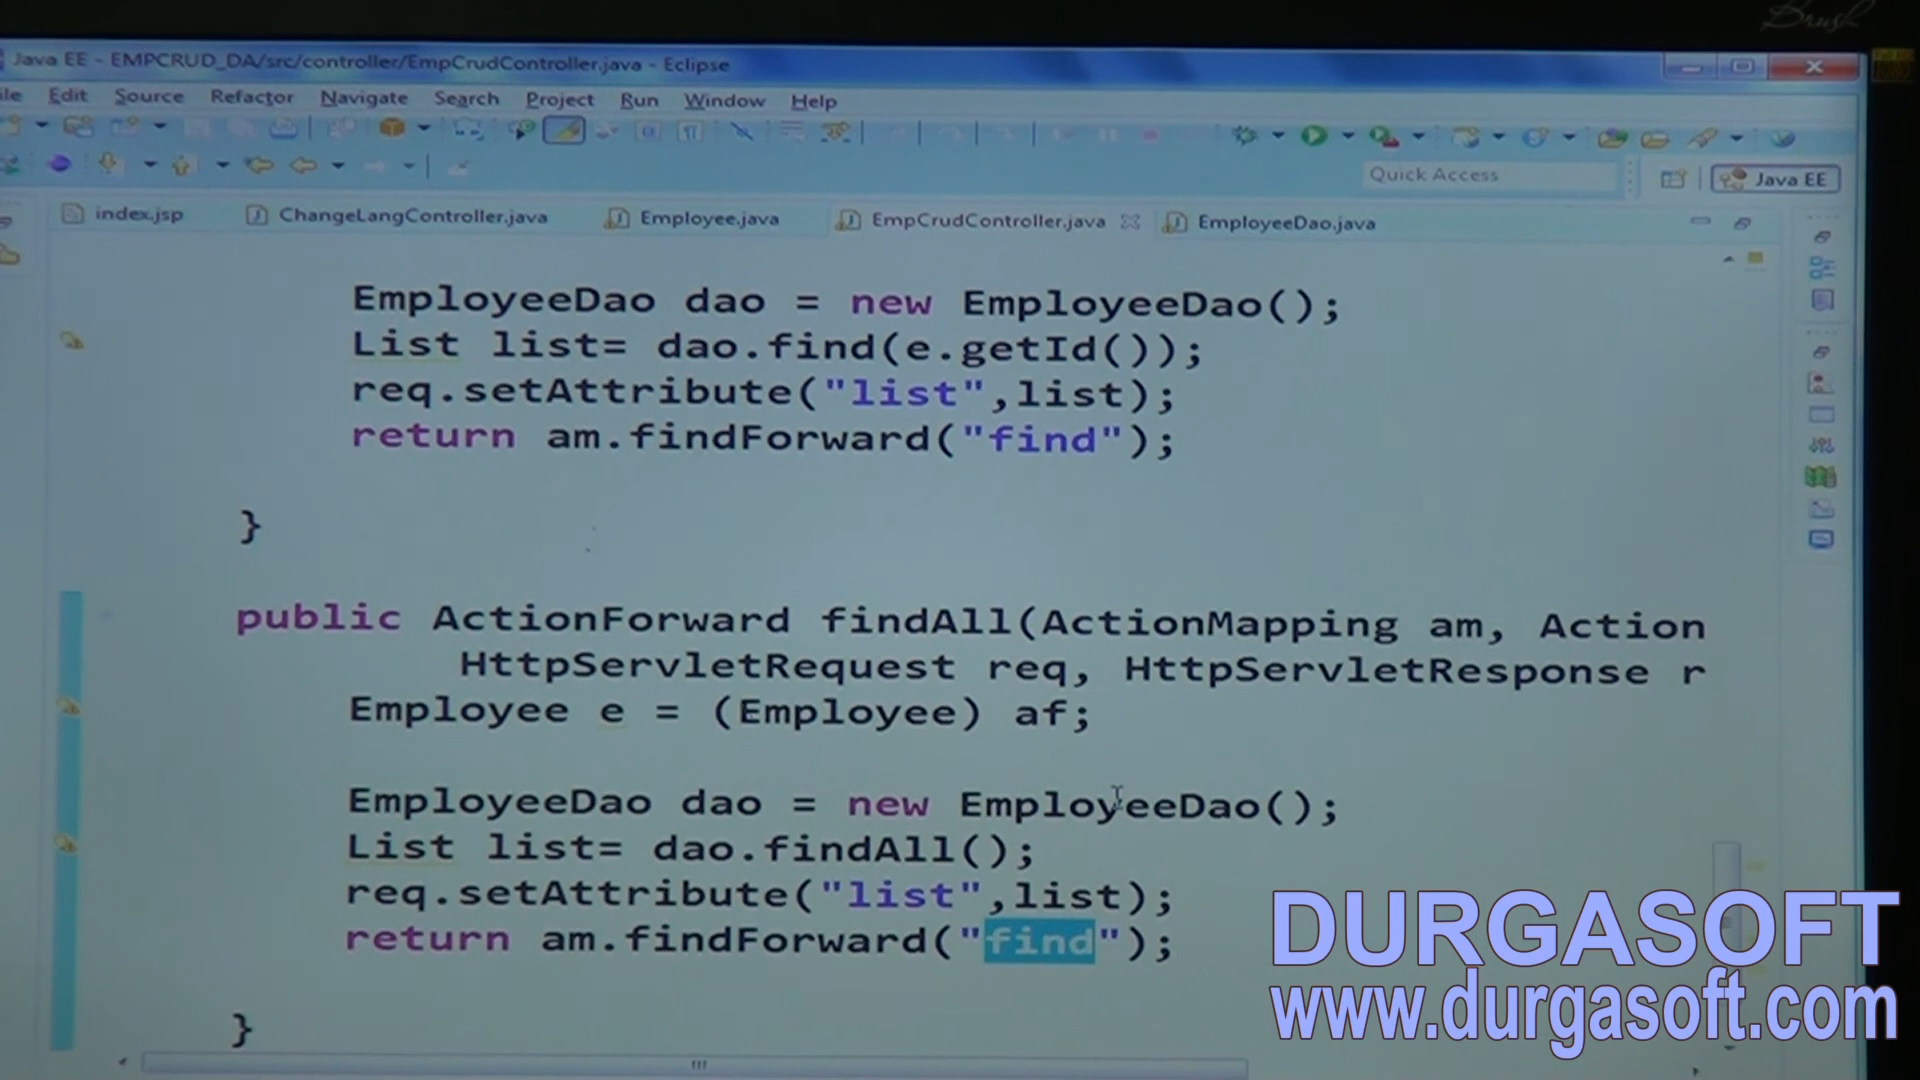 Brush
Java EE - EMPCRUD_DA/src/controller/EmpCrudController.java - Eclipse
Edit Source Refactor Navigate Search Project Run Window Help
Quick Access
Java EE
index.jsp ChangeLangController.java Employee.java EmpCrudController.java EmployeeDao.java
EmployeeDao dao = new EmployeeDao();
List list= dao.find(e.getId());
req.setAttribute("list",list);
return am.findForward("find");
}
public ActionForward findAll(ActionMapping am, Action
HttpServletRequest req, HttpServletResponse r
Employee e = (Employee) af;
EmployeeDao dao = new EmployeeDao();
List list= dao.findAll();
req.setAttribute("list",list);
return am.findForward("find");
}
DURGASOFT
www.durgasoft.com